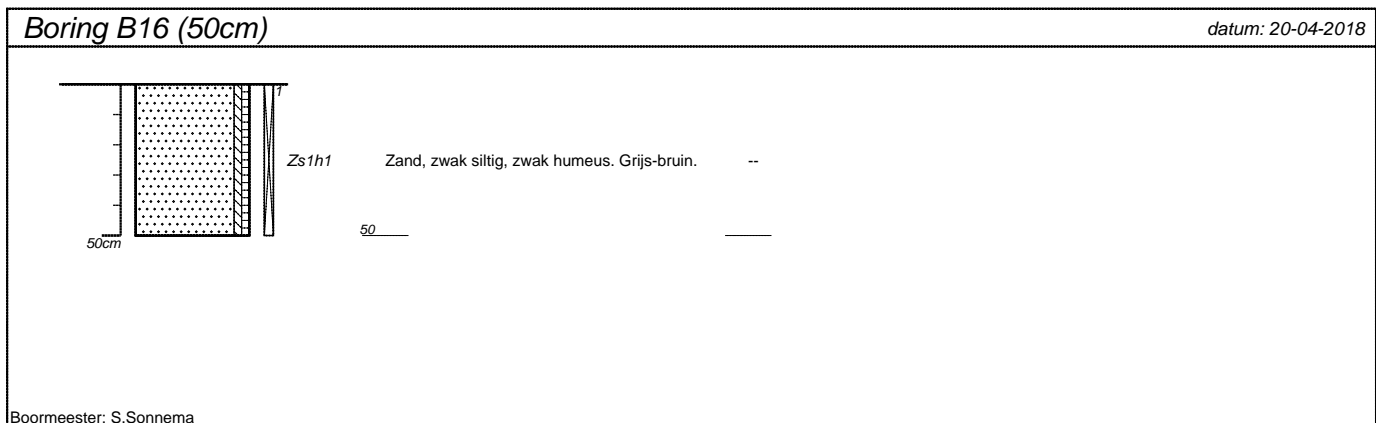 Boring B16 (50cm)
datum: 20-04-2018
1
Zs1h1 Zand, zwak siltig, zwak humeus. Grijs-bruin. --
50
50cm
Boormeester: S.Sonnema